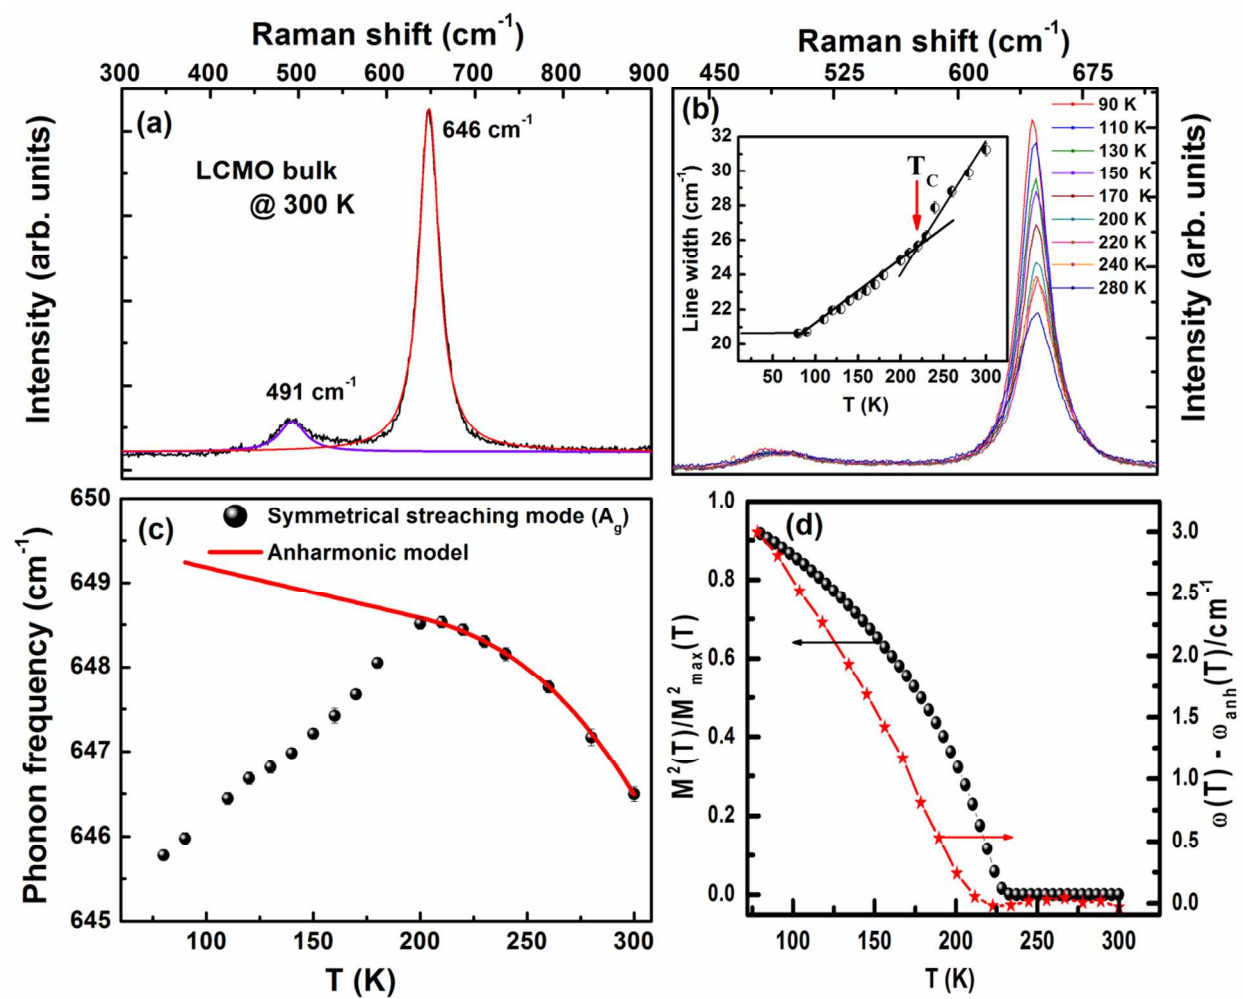 Raman shift (cm⁻¹)
300 400 500 600 700 800 900
(a)
646 cm⁻¹
LCMO bulk
@ 300 K
491 cm⁻¹
Intensity (arb. units)
Raman shift (cm⁻¹)
450 525 600 675
(b)
90 K
110 K
130 K
150 K
170 K
200 K
220 K
240 K
280 K
32
30
28
26
24
22
20
Line width (cm⁻¹)
T_C
50 100 150 200 250 300
T (K)
Intensity (arb. units)
650
649
648
647
646
645
Phonon frequency (cm⁻¹)
(c)
Symmetrical streaching mode (A_g)
Anharmonic model
100 150 200 250 300
T (K)
1.0
0.8
0.6
0.4
0.2
0.0
M²(T)/M²_max(T)
(d)
3.0
2.5
2.0
1.5
1.0
0.5
0.0
ω(T) - ω_anh(T)/cm⁻¹
100 150 200 250 300
T (K)